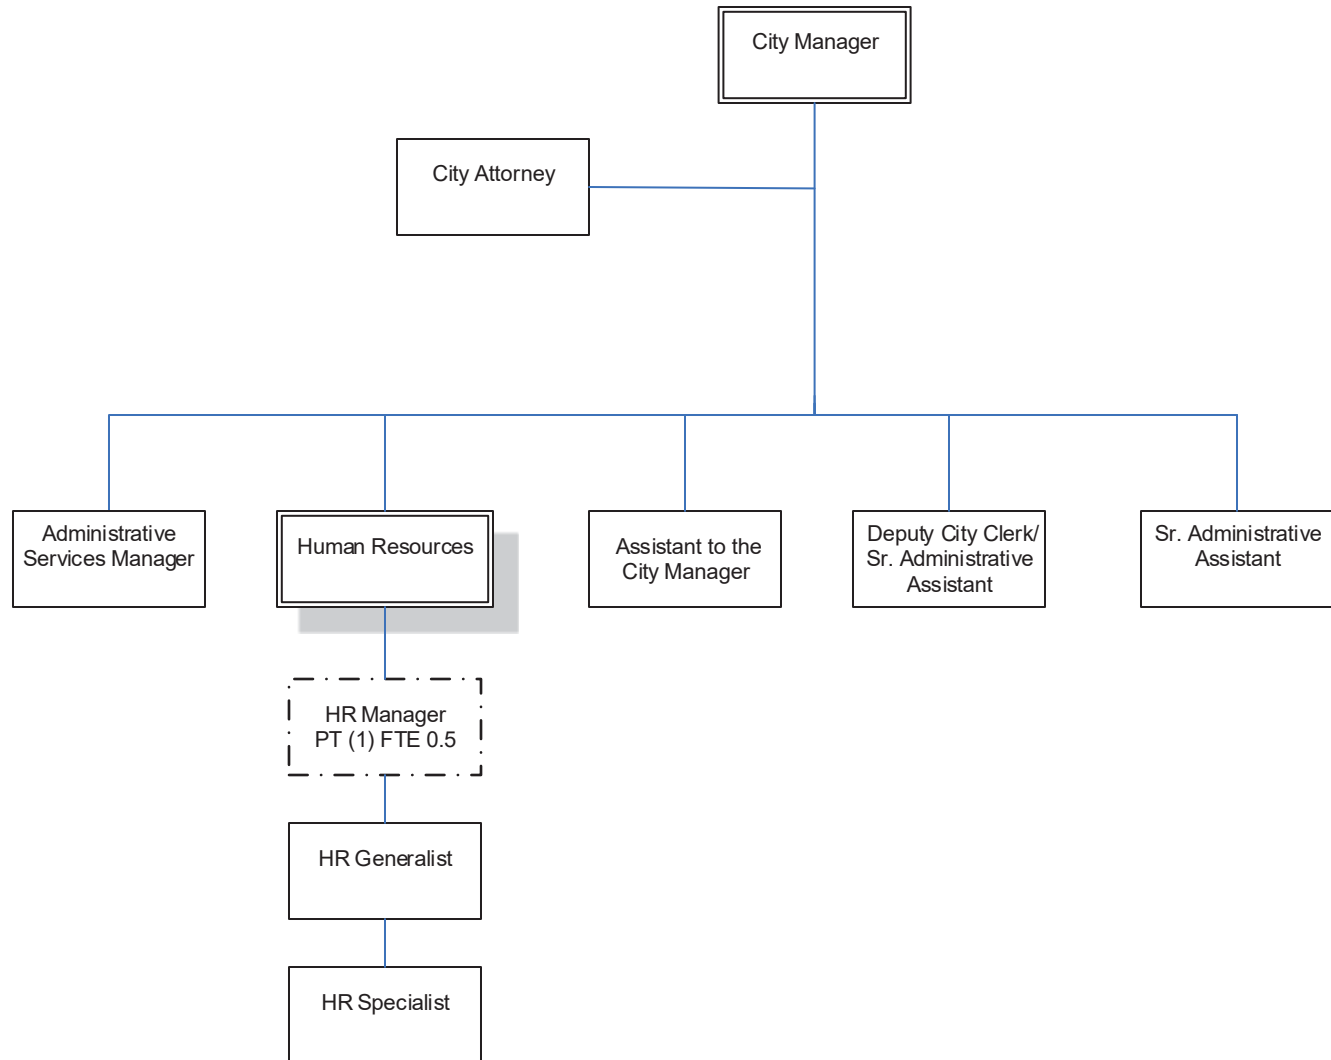 City Manager
City Attorney
Administrative
Services Manager
Human Resources
Assistant to the
City Manager
Deputy City Clerk/
Sr. Administrative
Assistant
Sr. Administrative
Assistant
HR Manager
PT (1) FTE 0.5
HR Generalist
HR Specialist